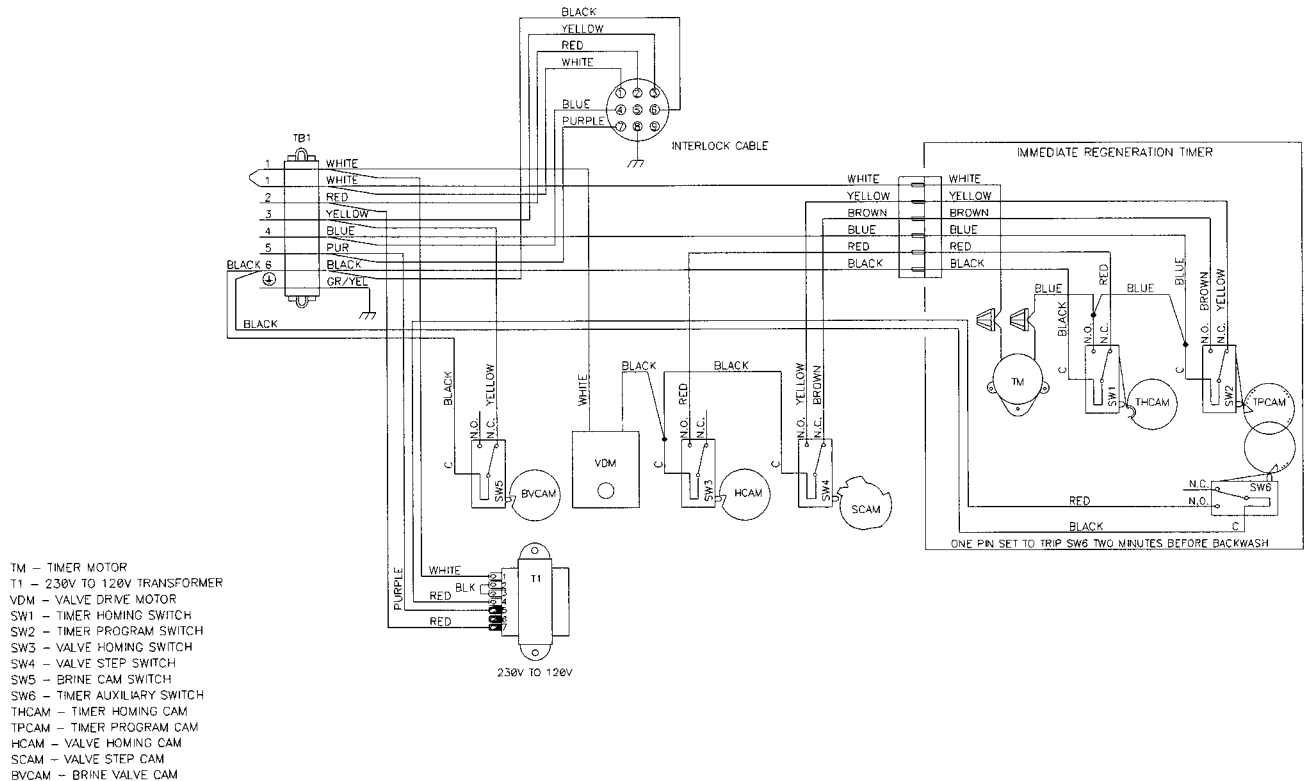 BLACK
YELLOW
RED
WHITE
1 2 3
BLUE 4 5 6
PURPLE 7 8 9
INTERLOCK CABLE
TB1
IMMEDIATE REGENERATION TIMER
1 WHITE
1 WHITE
2 RED
3 YELLOW
4 BLUE
5 PUR
BLACK 6 BLACK
GR/YEL
BLACK
WHITE WHITE
YELLOW YELLOW
BROWN BROWN
BLUE BLUE
RED RED
BLACK BLACK
BLUE BLUE
BLACK
RED
BLUE
BROWN
YELLOW
N.O.
N.C.
C
SW1
TM
THCAM
N.O.
N.C.
C
SW2
TPCAM
BLACK
YELLOW
N.O.
N.C.
C
SW5
BVCAM
WHITE
BLACK
VDM
RED
BLACK
N.O.
N.C.
C
SW3
HCAM
YELLOW
BROWN
N.O.
N.C.
C
SW4
SCAM
N.C.
N.O.
SW6
C
RED
BLACK
ONE PIN SET TO TRIP SW6 TWO MINUTES BEFORE BACKWASH
PURPLE
WHITE 1
BLK
RED
RED 7
T1
230V TO 120V
TM – TIMER MOTOR
T1 – 230V TO 120V TRANSFORMER
VDM – VALVE DRIVE MOTOR
SW1 – TIMER HOMING SWITCH
SW2 – TIMER PROGRAM SWITCH
SW3 – VALVE HOMING SWITCH
SW4 – VALVE STEP SWITCH
SW5 – BRINE CAM SWITCH
SW6 – TIMER AUXILIARY SWITCH
THCAM – TIMER HOMING CAM
TPCAM – TIMER PROGRAM CAM
HCAM – VALVE HOMING CAM
SCAM – VALVE STEP CAM
BVCAM – BRINE VALVE CAM